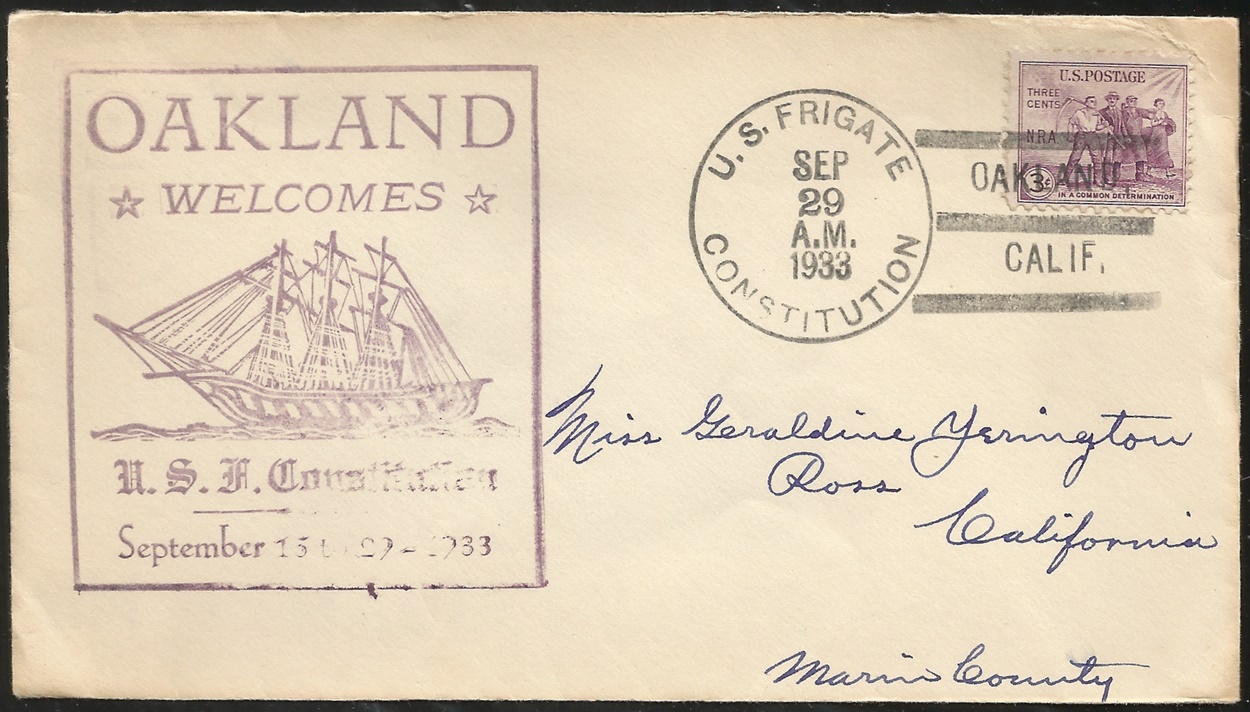 OAKLAND
WELCOMES
U.S.F. Constitution
September 15 to 29-1933
U.S. FRIGATE
SEP
29
A.M.
1933
CONSTITUTION
OAKLAND,
CALIF.
U.S. POSTAGE
THREE
CENTS
NRA
3¢
IN A COMMON DETERMINATION
Miss Geraldine Yerington
Ross
California
Marin County